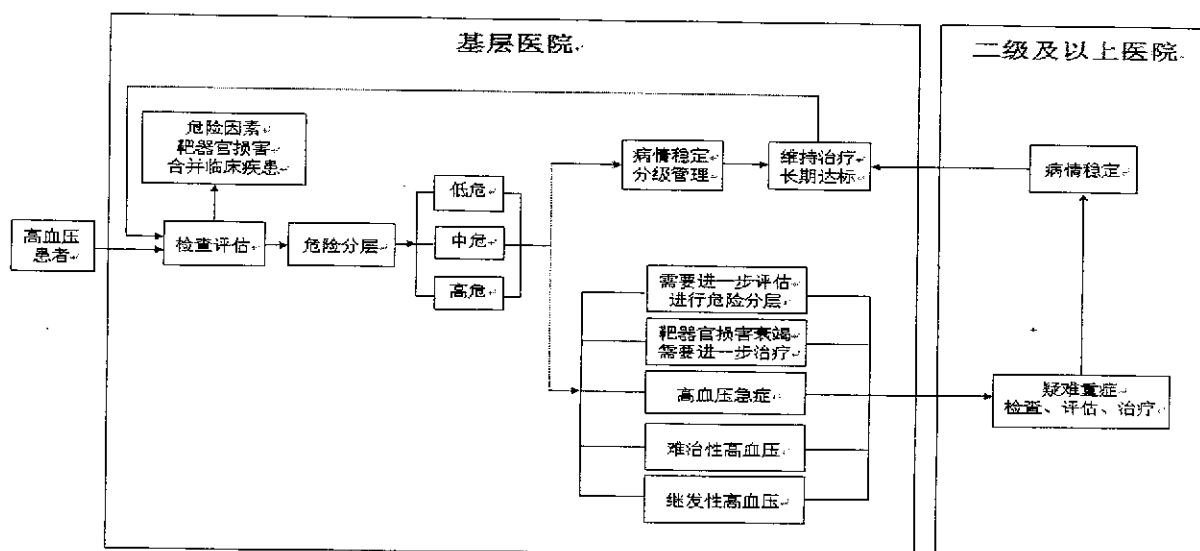 基层医院
二级及以上医院
危险因素
靶器官损害
合并临床疾患
病情稳定
分级管理
维持治疗
长期达标
病情稳定
高血压
患者
检查评估
危险分层
低危
中危
高危
需要进一步评估
进行危险分层
靶器官损害衰竭
需要进一步治疗
高血压急症
难治性高血压
继发性高血压
疑难重症
检查、评估、治疗